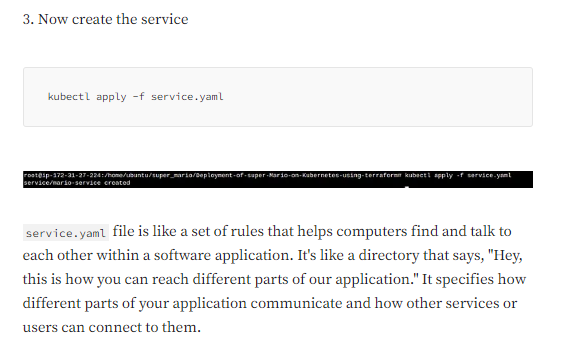 3. Now create the service
kubectl apply -f service.yaml
root@ip-172-31-27-224:/home/ubuntu/super_mario/Deployment-of-super-Mario-on-Kubernetes-using-terraform# kubectl apply -f service.yaml
service/mario-service created
service.yaml file is like a set of rules that helps computers find and talk to
each other within a software application. It's like a directory that says, "Hey,
this is how you can reach different parts of our application." It specifies how
different parts of your application communicate and how other services or
users can connect to them.